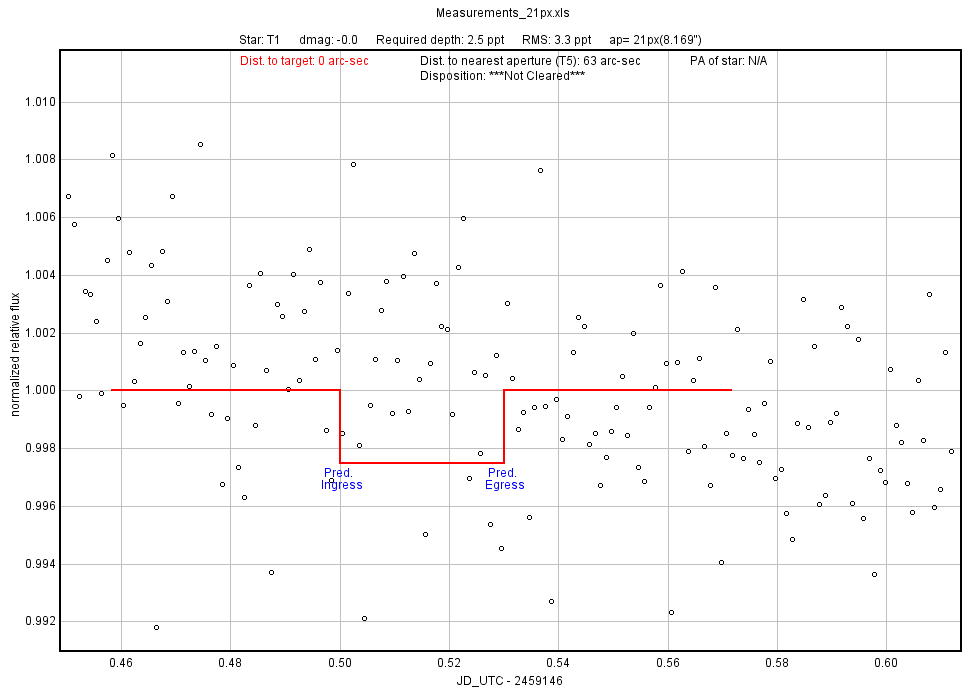 Measurements_21px.xls
Star: T1 dmag: -0.0 Required depth: 2.5 ppt RMS: 3.3 ppt ap= 21px(8.169")
Dist. to target: 0 arc-sec Dist. to nearest aperture (T5): 63 arc-sec PA of star: N/A
Disposition: ***Not Cleared***
1.010
1.008
1.006
1.004
1.002
1.000
0.998
0.996
0.994
0.992
normalized relative flux
Pred. Ingress
Pred. Egress
0.46 0.48 0.50 0.52 0.54 0.56 0.58 0.60
JD_UTC - 2459146